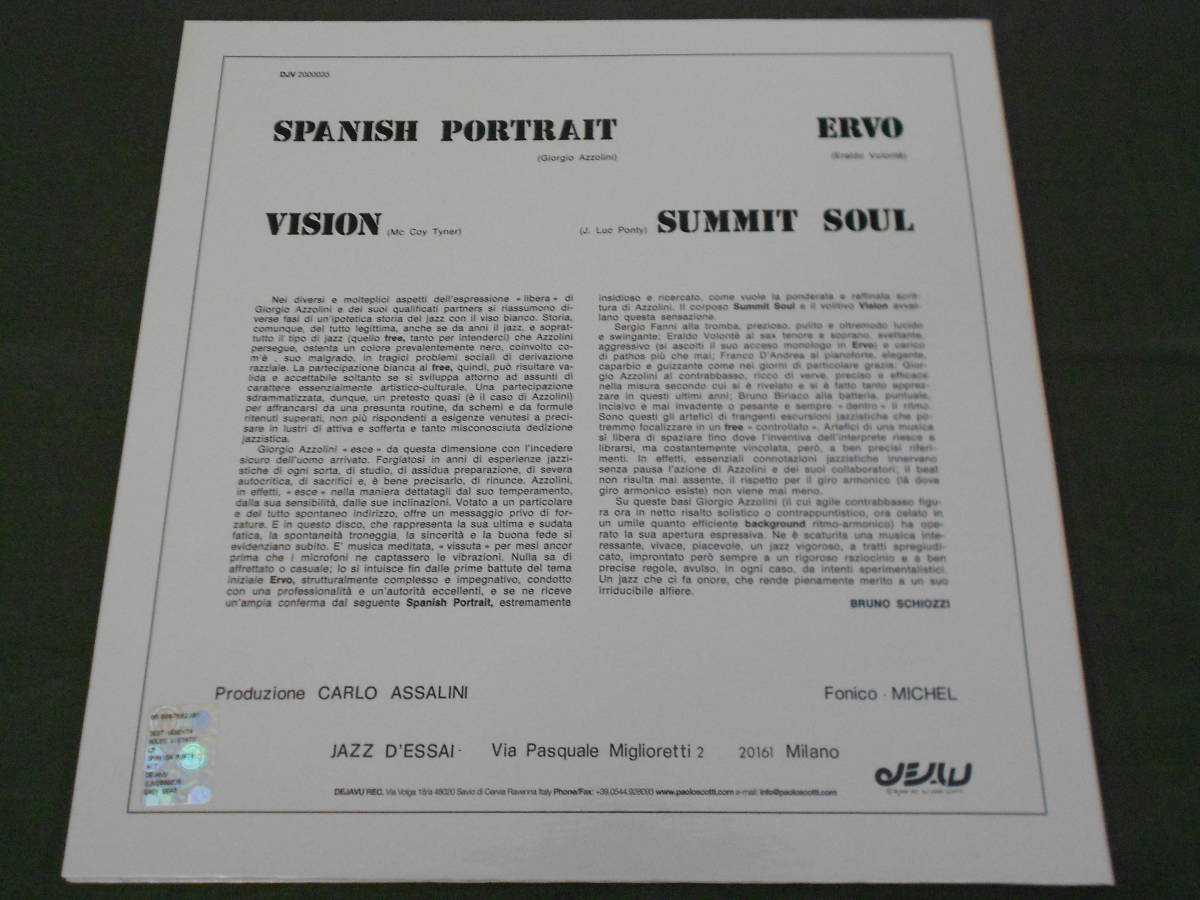 DJV 2000033
SPANISH PORTRAIT
(Giorgio Azzolini)
ERVO
(Eraldo Volonté)
VISION (Mc Coy Tyner)
(J. Luc Ponty) SUMMIT SOUL
Nei diversi e molteplici aspetti dell'espressione «libera» di
Giorgio Azzolini e dei suoi qualificati partners si riassumono di-
verse fasi di un'ipotetica storia del jazz con il viso bianco. Storia,
comunque, del tutto legittima, anche se da anni il jazz, e soprat-
tutto il tipo di jazz (quello free, tanto per intenderci) che Azzolini
persegue, ostenta un colore prevalentemente nero, coinvolto co-
m'è, suo malgrado, in tragici problemi sociali di derivazione
razziale. La partecipazione bianca al free, quindi, può risultare va-
lida e accettabile soltanto se si sviluppa attorno ad assunti di
carattere essenzialmente artistico-culturale. Una partecipazione
sdrammatizzata, dunque, un pretesto quasi (è il caso di Azzolini)
per affrancarsi da una presunta routine, da schemi e da formule
ritenuti superati, non più rispondenti a esigenze venutesi a preci-
sare in lustri di attiva e sofferta e tanto misconosciuta dedizione
jazzistica.
Giorgio Azzolini «esce» da questa dimensione con l'incedere
sicuro dell'uomo arrivato. Forgiatosi in anni di esperienze jazzi-
stiche di ogni sorta, di studio, di assidua preparazione, di severa
autocritica, di sacrifici e, è bene precisarlo, di rinunce. Azzolini,
in effetti, «esce» nella maniera dettatagli dal suo temperamento,
dalla sua sensibilità, dalle sue inclinazioni. Votato a un particolare
e del tutto spontaneo indirizzo, offre un messaggio privo di for-
zature. E in questo disco, che rappresenta la sua ultima e sudata
fatica, la spontaneità troneggia, la sincerità e la buona fede si
evidenziano subito. E' musica meditata, «vissuta» per mesi ancor
prima che i microfoni ne captassero le vibrazioni. Nulla sa di
affrettato o casuale; lo si intuisce fin dalle prime battute del tema
iniziale Ervo, strutturalmente complesso e impegnativo, condotto
con una professionalità e un'autorità eccellenti, e se ne riceve
un'ampia conferma dal seguente Spanish Portrait, estremamente
insidioso e ricercato, come vuole la ponderata e raffinata scrit-
tura di Azzolini. Il corposo Summit Soul e il volitivo Vision avval-
lano questa sensazione.
Sergio Fanni alla tromba, prezioso, pulito e oltremodo lucido
e swingante; Eraldo Volonté al sax tenore e soprano, svettante,
aggressivo (si ascolti il suo acceso monologo in Ervo) e carico
di pathos più che mai; Franco D'Andrea al pianoforte, elegante,
caparbio e guizzante come nei giorni di particolare grazia; Gior-
gio Azzolini al contrabbasso, ricco di verve, preciso e efficace
nella misura secondo cui si è rivelato e si è fatto tanto apprez-
zare in questi ultimi anni; Bruno Biriaco alla batteria, puntuale,
incisivo e mai invadente o pesante e sempre «dentro» il ritmo.
Sono questi gli artefici di frangenti escursioni jazzistiche che po-
tremmo focalizzare in un free «controllato». Artefici di una musica
sì libera di spaziare fino dove l'inventiva dell'interprete riesce a
librarsi, ma costantemente vincolata, però, a ben precisi riferi-
menti. In effetti, essenziali connotazioni jazzistiche innervano
senza pausa l'azione di Azzolini e dei suoi collaboratori; il beat
non risulta mai assente, il rispetto per il giro armonico (là dove
giro armonico esiste) non viene mai meno.
Su queste basi Giorgio Azzolini (il cui agile contrabbasso figu-
ra ora in netto risalto solistico o contrappuntistico, ora celato in
un umile quanto efficiente background ritmo-armonico) ha ope-
rato la sua apertura espressiva. Ne è scaturita una musica inte-
ressante, vivace, piacevole, un jazz vigoroso, a tratti spregiudi-
cato, improntato però sempre a un rigoroso raziocinio e a ben
precise regole, avulso, in ogni caso, da intenti sperimentalistici.
Un jazz che ci fa onore, che rende pienamente merito a un suo
irriducibile alfiere.
BRUNO SCHIOZZI
Produzione CARLO ASSALINI
Fonico - MICHEL
JAZZ D'ESSAI - Via Pasquale Miglioretti 2 20161 Milano
DEJAVU
DEJAVU REC. Via Volga 18/a 48020 Savio di Cervia Ravenna Italy Phone/Fax: +39.0544.928093 www.paoloscotti.com e-mail: info@paoloscotti.com